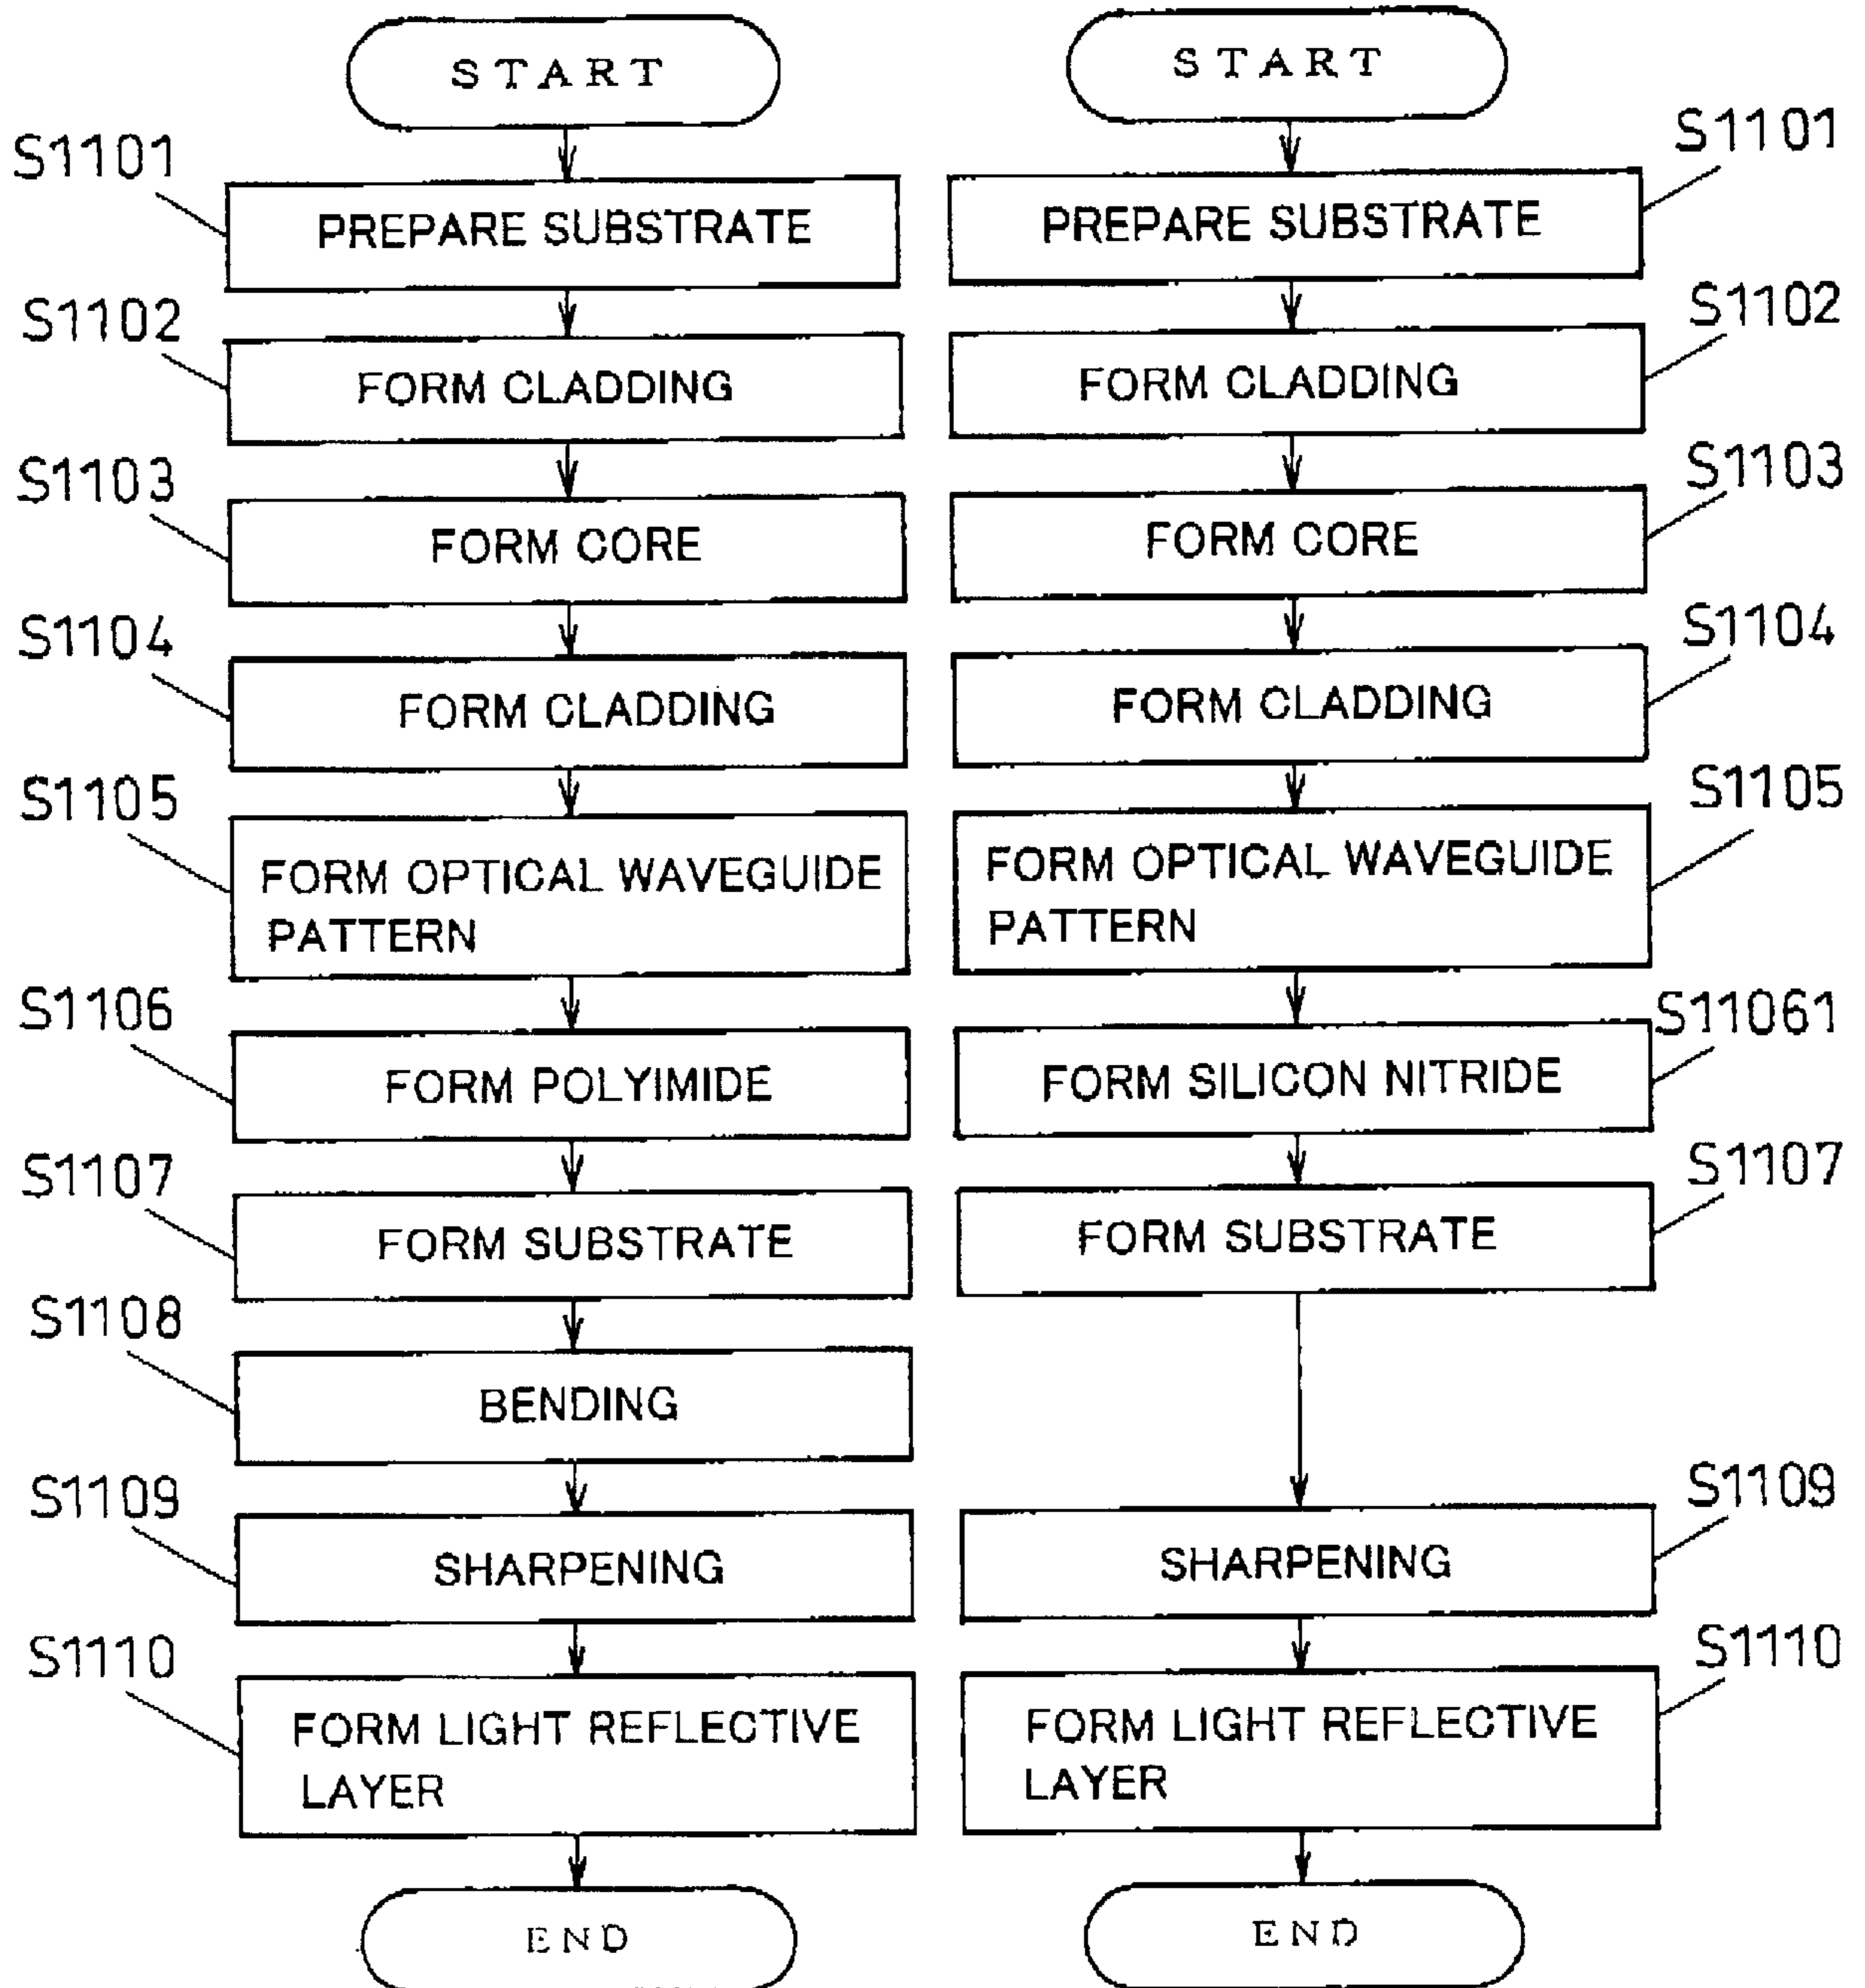 START
S1101
PREPARE SUBSTRATE
S1102
FORM CLADDING
S1103
FORM CORE
S1104
FORM CLADDING
S1105
FORM OPTICAL WAVEGUIDE
PATTERN
S1106
FORM POLYIMIDE
S1107
FORM SUBSTRATE
S1108
BENDING
S1109
SHARPENING
S1110
FORM LIGHT REFLECTIVE
LAYER
END
START
S1101
PREPARE SUBSTRATE
S1102
FORM CLADDING
S1103
FORM CORE
S1104
FORM CLADDING
S1105
FORM OPTICAL WAVEGUIDE
PATTERN
S11061
FORM SILICON NITRIDE
S1107
FORM SUBSTRATE
S1109
SHARPENING
S1110
FORM LIGHT REFLECTIVE
LAYER
END